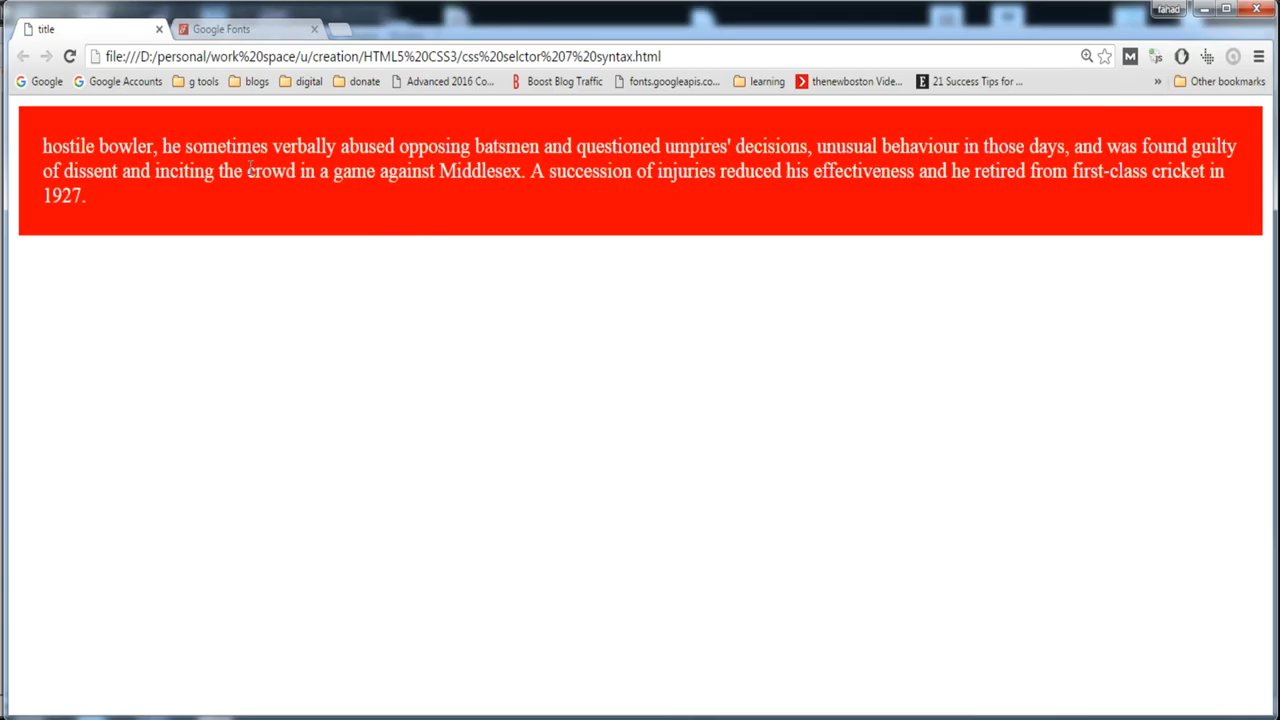 fahad
title
Google Fonts
file:///D:/personal/work%20space/u/creation/HTML5%20CSS3/css%20selctor%207%20syntax.html
Google Google Accounts g tools blogs digital donate Advanced 2016 Co... Boost Blog Traffic fonts.googleapis.co... learning thenewboston Vide... 21 Success Tips for ... » Other bookmarks
hostile bowler, he sometimes verbally abused opposing batsmen and questioned umpires' decisions, unusual behaviour in those days, and was found guilty
of dissent and inciting the crowd in a game against Middlesex. A succession of injuries reduced his effectiveness and he retired from first-class cricket in
1927.